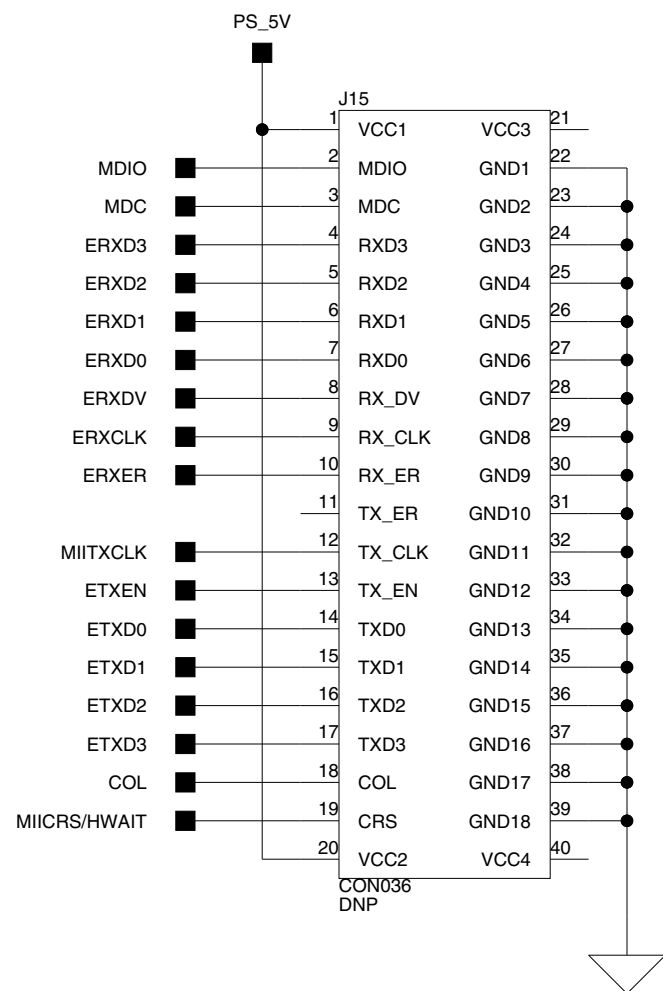 PS_5V
J15
1 VCC1 VCC3 21
MDIO 2 MDIO GND1 22
MDC 3 MDC GND2 23
ERXD3 4 RXD3 GND3 24
ERXD2 5 RXD2 GND4 25
ERXD1 6 RXD1 GND5 26
ERXD0 7 RXD0 GND6 27
ERXDV 8 RX_DV GND7 28
ERXCLK 9 RX_CLK GND8 29
ERXER 10 RX_ER GND9 30
11 TX_ER GND10 31
MIITXCLK 12 TX_CLK GND11 32
ETXEN 13 TX_EN GND12 33
ETXD0 14 TXD0 GND13 34
ETXD1 15 TXD1 GND14 35
ETXD2 16 TXD2 GND15 36
ETXD3 17 TXD3 GND16 37
COL 18 COL GND17 38
MIICRS/HWAIT 19 CRS GND18 39
20 VCC2 VCC4 40
CON036
DNP